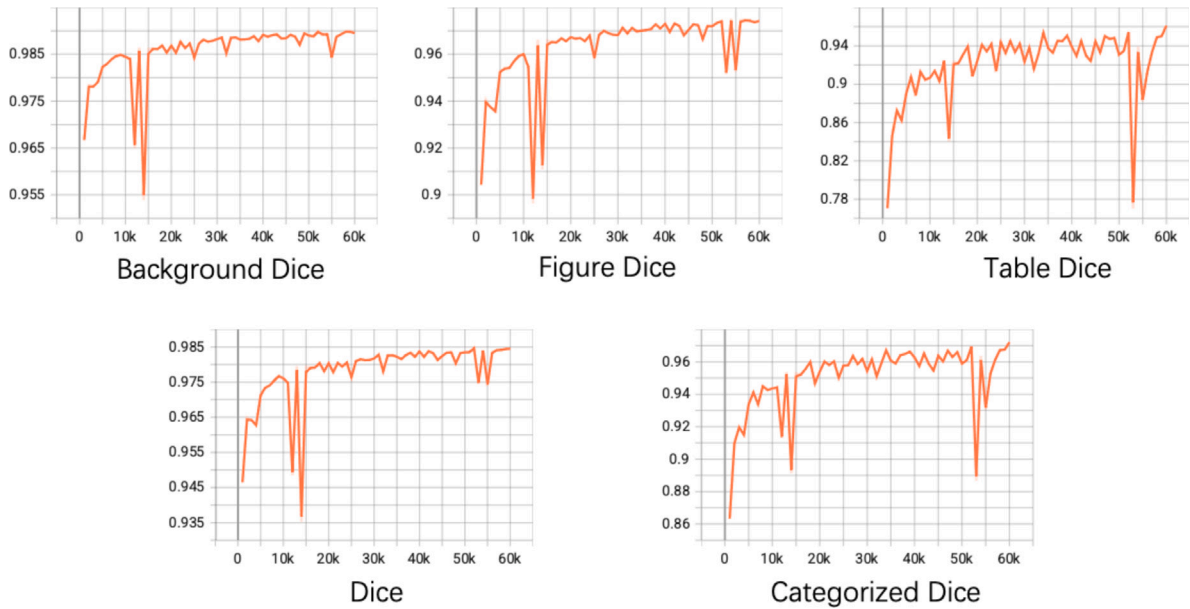 0.985
0.975
0.965
0.955
0 10k 20k 30k 40k 50k 60k
Background Dice
0.96
0.94
0.92
0.9
0 10k 20k 30k 40k 50k 60k
Figure Dice
0.94
0.9
0.86
0.82
0.78
0 10k 20k 30k 40k 50k 60k
Table Dice
0.985
0.975
0.965
0.955
0.945
0.935
0 10k 20k 30k 40k 50k 60k
Dice
0.96
0.94
0.92
0.9
0.88
0.86
0 10k 20k 30k 40k 50k 60k
Categorized Dice